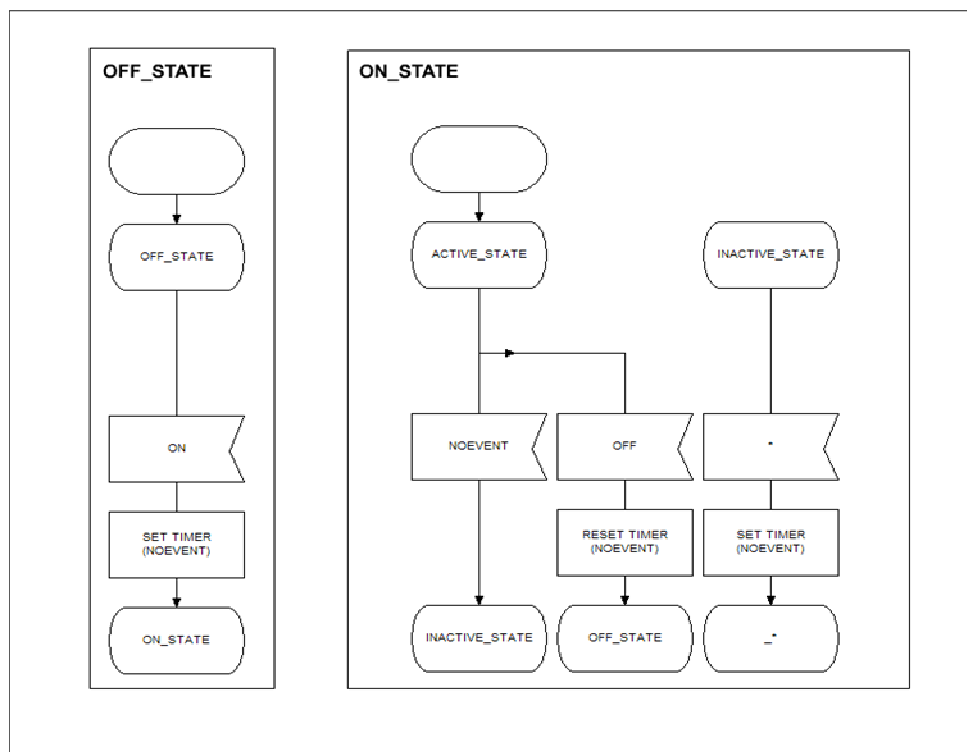 OFF_STATE
OFF_STATE
ON
SET TIMER
(NOEVENT)
ON_STATE
ON_STATE
ACTIVE_STATE
INACTIVE_STATE
NOEVENT
OFF
*
RESET TIMER
(NOEVENT)
SET TIMER
(NOEVENT)
INACTIVE_STATE
OFF_STATE
_*